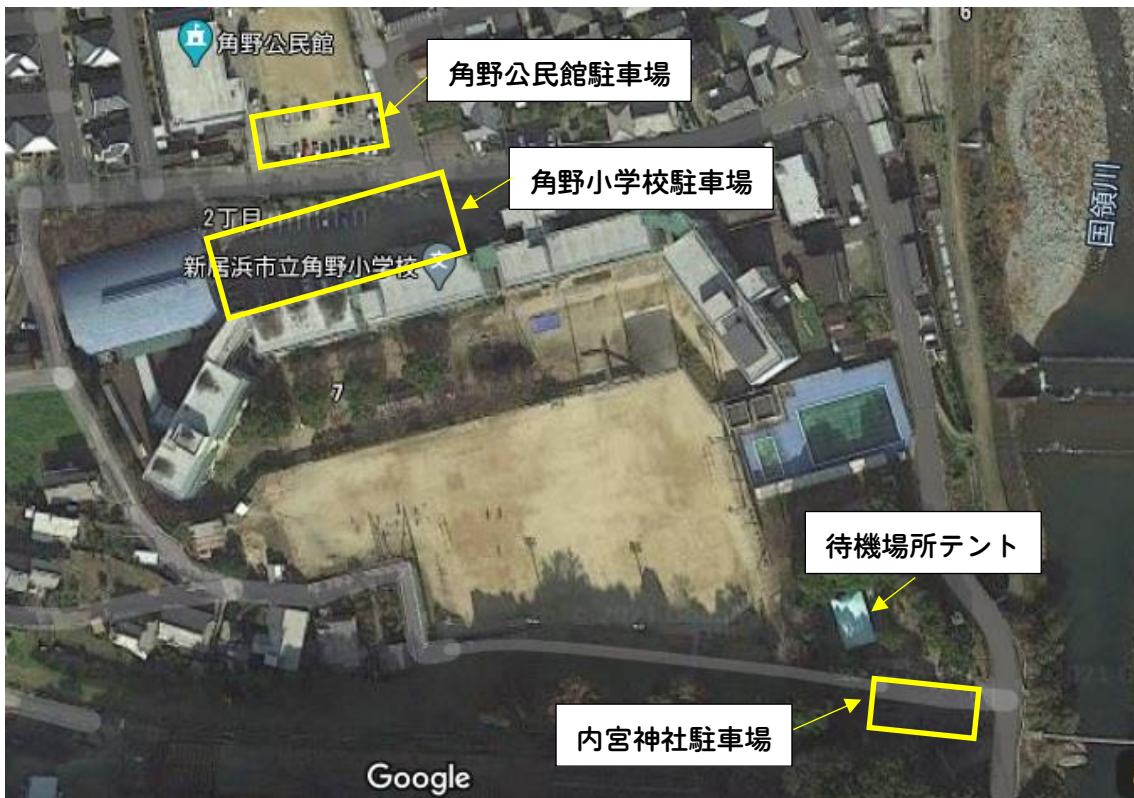 6
角野公民館
角野公民館駐車場
角野小学校駐車場
2丁目
国領川
新居浜市立角野小学校
文
7
待機場所テント
内宮神社駐車場
Google